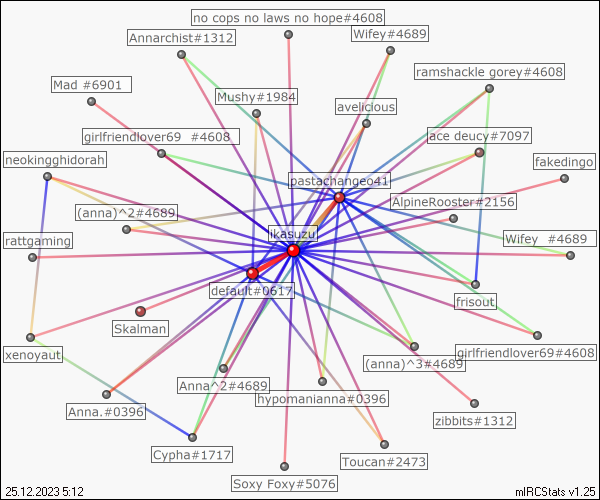 no cops no laws no hope#4608
Annarchist#1312
Wifey#4689
ramshackle gorey#4608
Mad #6901
Mushy#1984
avelicious
girlfriendlover69  #4608
ace deucy#7097
neokingghidorah
fakedingo
pastachangeo41
AlpineRooster#2156
(anna)^2#4689
ikasuzu
rattgaming
Wifey  #4689
default#0617
frisout
Skalman
xenoyaut
girlfriendlover69#4608
(anna)^3#4689
Anna^2#4689
hypomanianna#0396
Anna.#0396
zibbits#1312
Cypha#1717
Toucan#2473
Soxy Foxy#5076
25.12.2023 5:12
mIRCStats v1.25